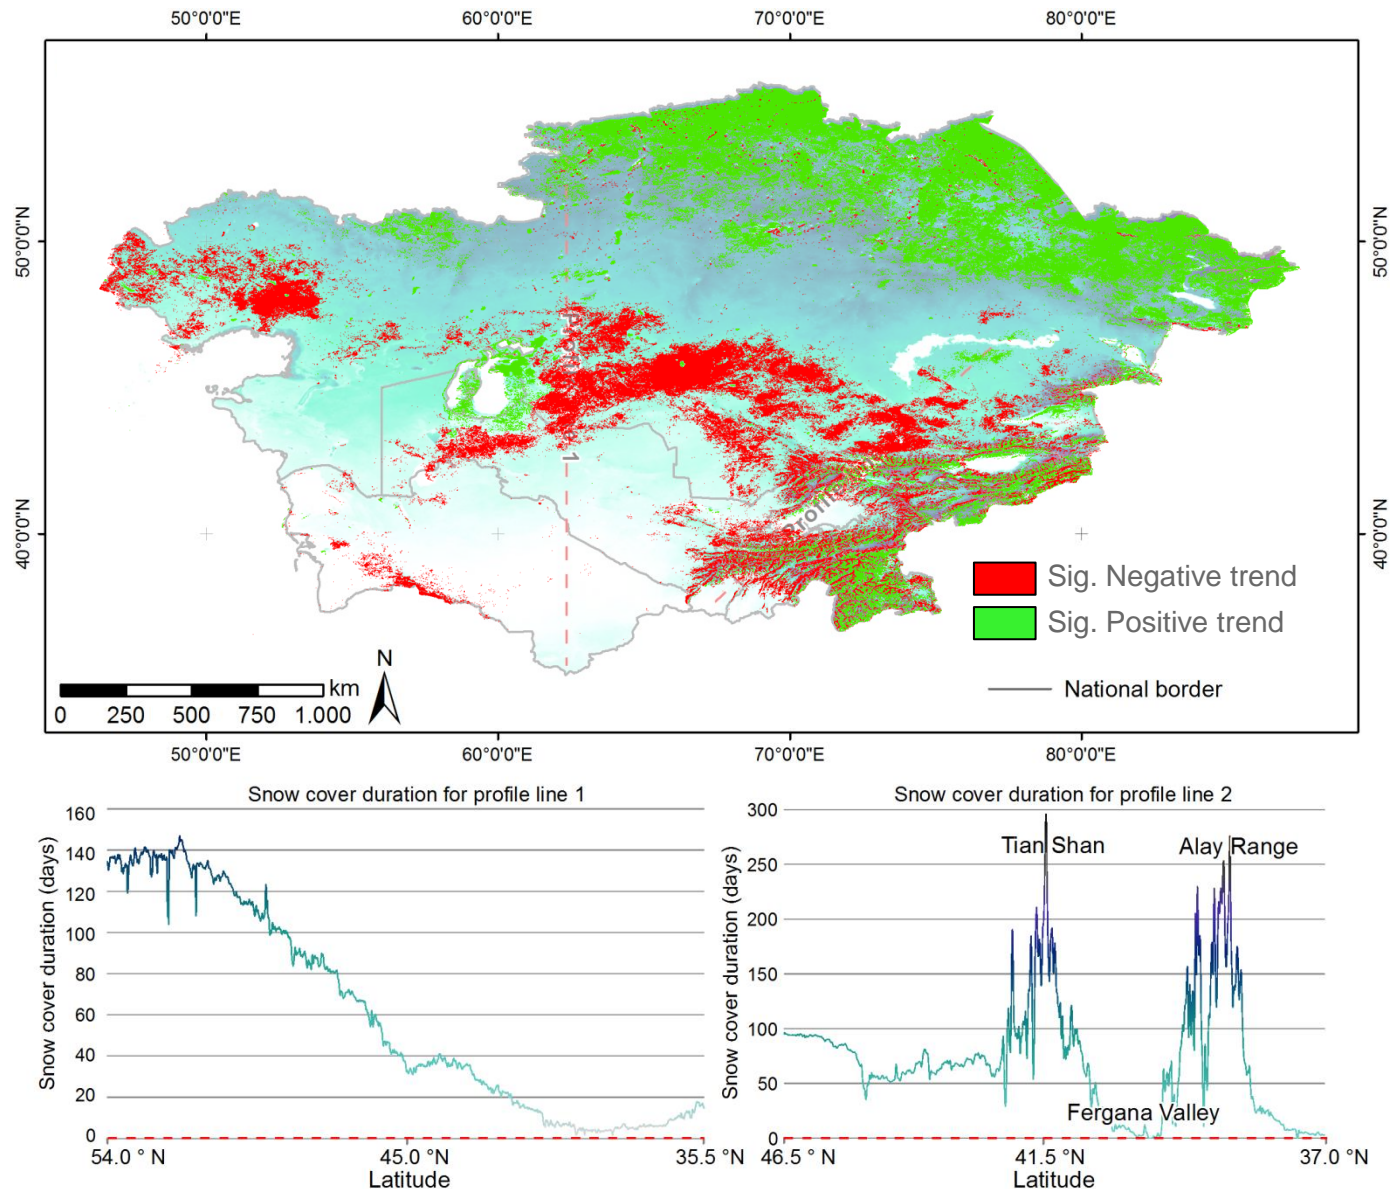 50°0'0"E 60°0'0"E 70°0'0"E 80°0'0"E
50°0'0"N
50°0'0"N
40°0'0"N
40°0'0"N
1
Sig. Negative trend
Sig. Positive trend
National border
N
km
0 250 500 750 1.000
50°0'0"E 60°0'0"E 70°0'0"E 80°0'0"E
Snow cover duration for profile line 1
Snow cover duration (days)
160
140
120
100
80
60
40
20
0
54.0 ° N 45.0 ° N 35.5 ° N
Latitude
Snow cover duration for profile line 2
Snow cover duration (days)
300
250
200
150
100
50
0
Tian Shan
Alay Range
Fergana Valley
46.5 ° N 41.5 ° N 37.0 ° N
Latitude